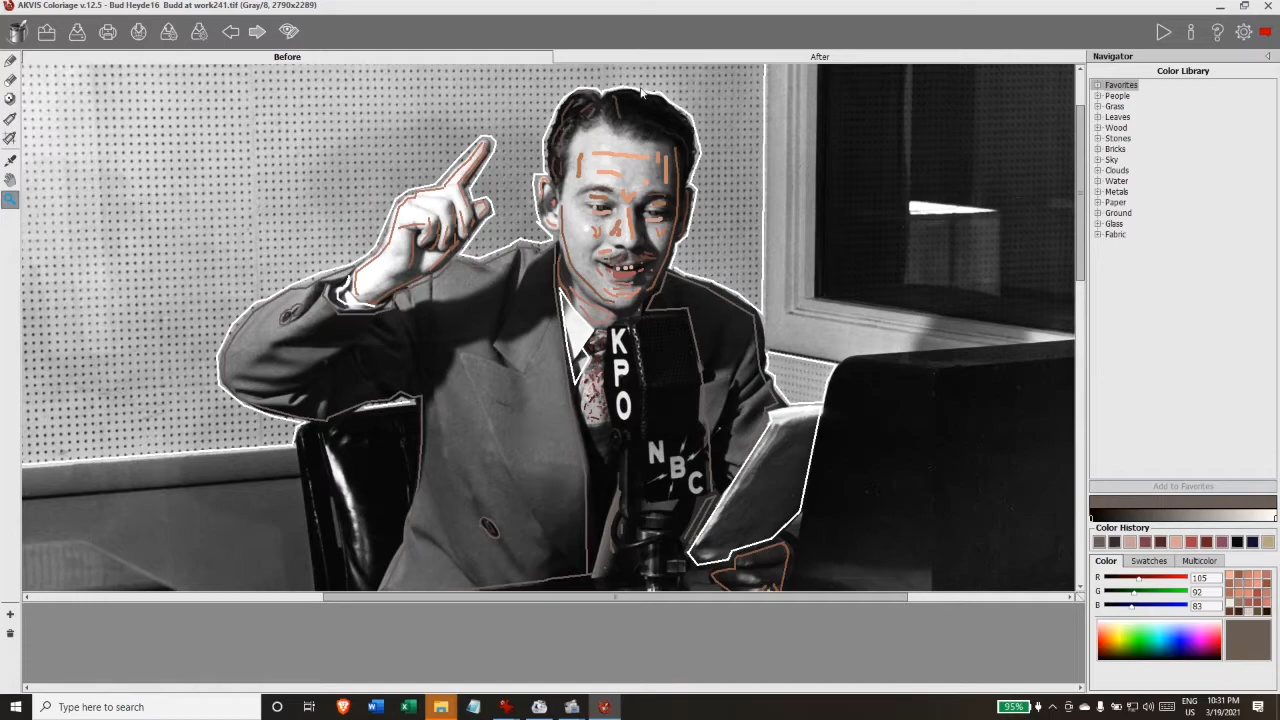 AKVIS Coloriage v.12.5 - Bud Heyde16 Budd at work241.tif (Gray/8, 2790x2289)
Before
After
Navigator
Color Library
Favorites
People
Grass
Leaves
Wood
Stones
Bricks
Sky
Clouds
Water
Metals
Paper
Ground
Glass
Fabric
KPO
NBC
Add to Favorites
Color History
Color Swatches Multicolor
R 105
G 92
B 83
Type here to search
95%
ENG
US
10:31 PM
3/19/2021